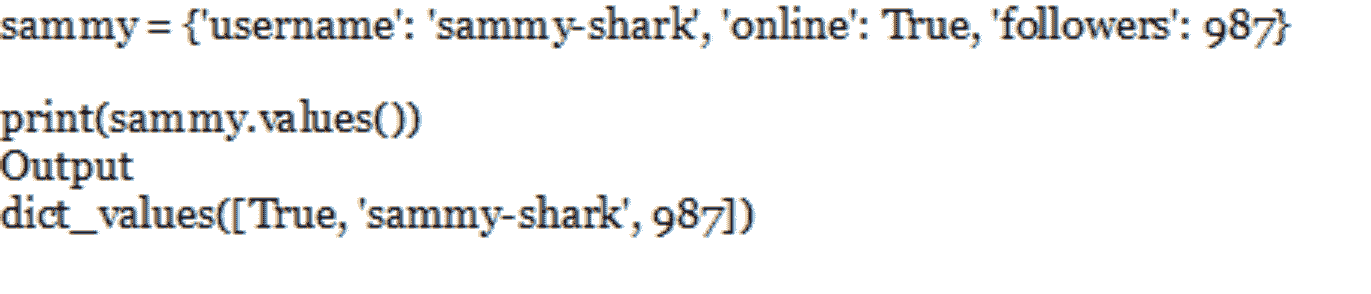 sammy = {'username': 'sammy-shark', 'online': True, 'followers': 987}
print(sammy.values())
Output
dict_values([True, 'sammy-shark', 987])